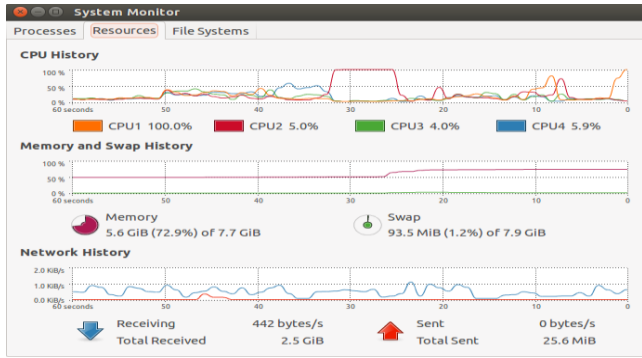 System Monitor
Processes Resources File Systems
CPU History
100 %
50 %
0 %
60 seconds 50 40 30 20 10 0
CPU1 100.0% CPU2 5.0% CPU3 4.0% CPU4 5.9%
Memory and Swap History
100 %
50 %
0 %
60 seconds 50 40 30 20 10 0
Memory Swap
5.6 GiB (72.9%) of 7.7 GiB 93.5 MiB (1.2%) of 7.9 GiB
Network History
2.0 KiB/s
1.0 KiB/s
0.0 KiB/s
60 seconds 50 40 30 20 10 0
Receiving 442 bytes/s Sent 0 bytes/s
Total Received 2.5 GiB Total Sent 25.6 MiB